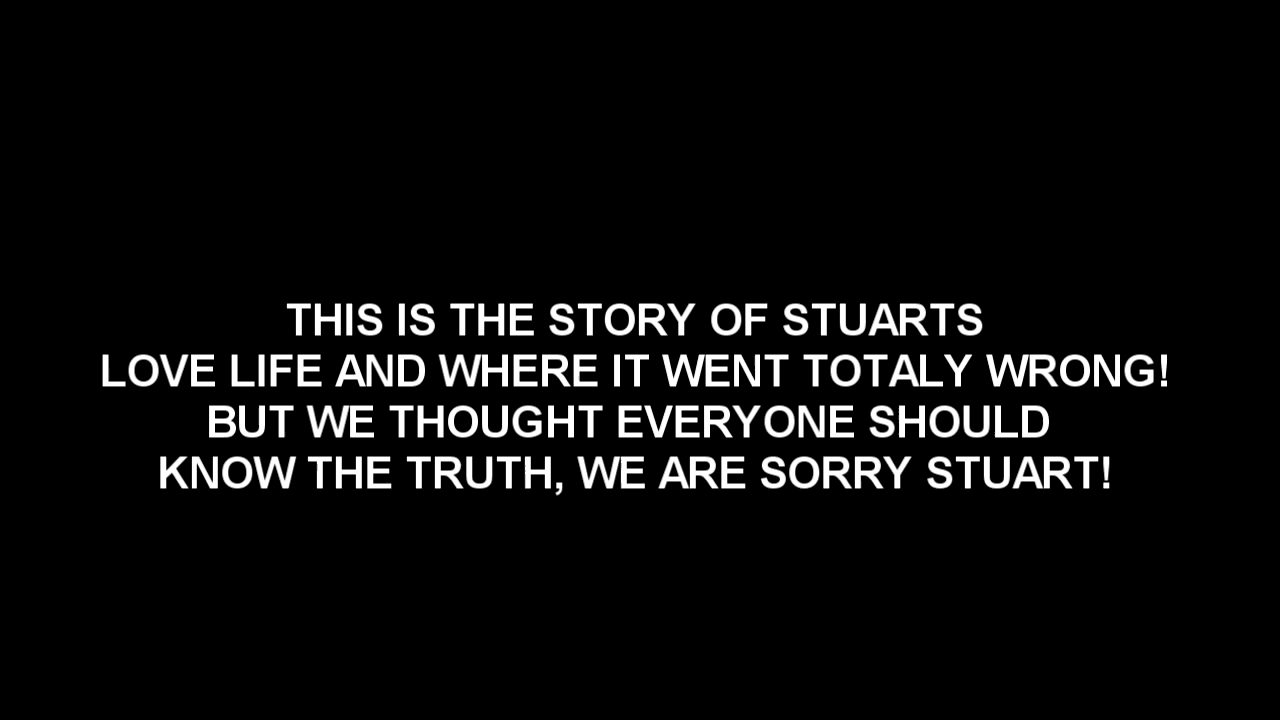 THIS IS THE STORY OF STUARTS
LOVE LIFE AND WHERE IT WENT TOTALY WRONG!
BUT WE THOUGHT EVERYONE SHOULD
KNOW THE TRUTH, WE ARE SORRY STUART!